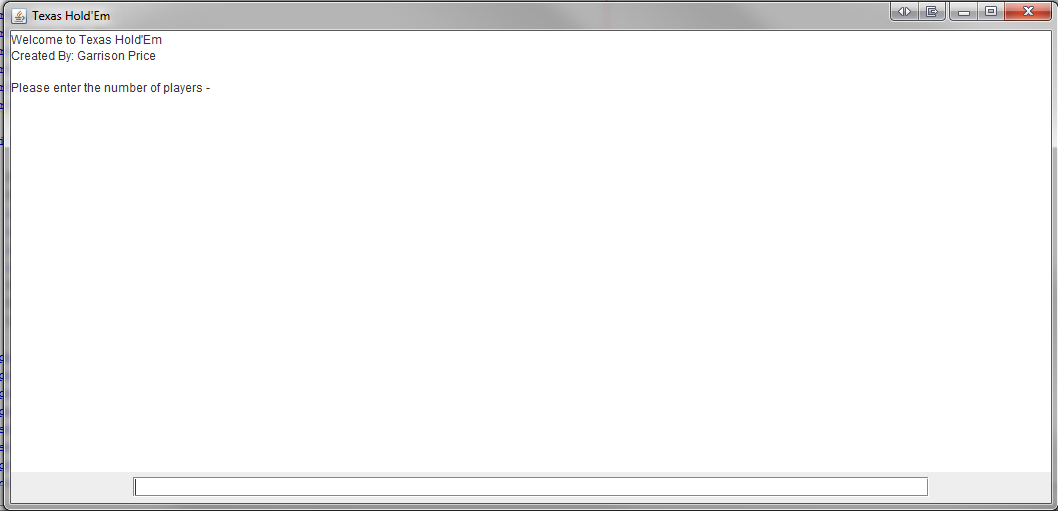 Texas Hold'Em
Welcome to Texas Hold'Em
Created By: Garrison Price
Please enter the number of players -